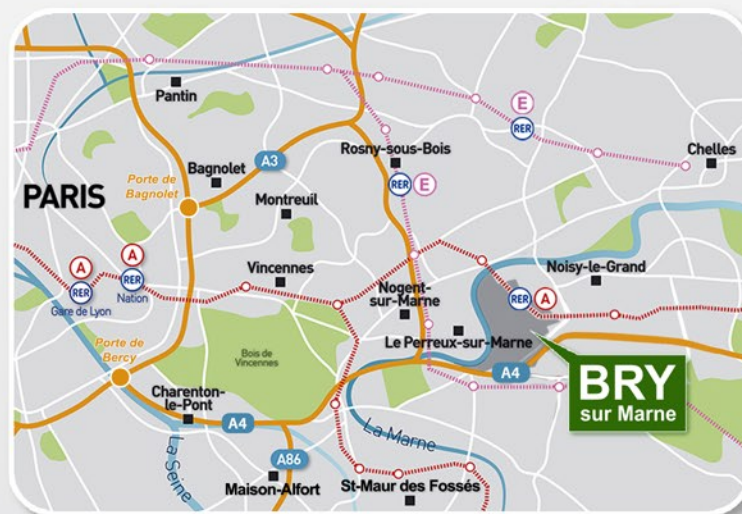 Pantin
E
RER
Chelles
Rosny-sous-Bois
A3
Porte de
Bagnolet
Bagnolet
RER
E
PARIS
Montreuil
A
A
RER
RER
Gare de Lyon
Nation
Vincennes
Noisy-le-Grand
Nogent-
sur-Marne
RER
A
Le Perreux-sur-Marne
Porte de
Bercy
Bois de
Vincennes
A4
BRY
sur Marne
Charenton-
le-Pont
A4
La Marne
La Seine
A86
Maison-Alfort
St-Maur des Fossés